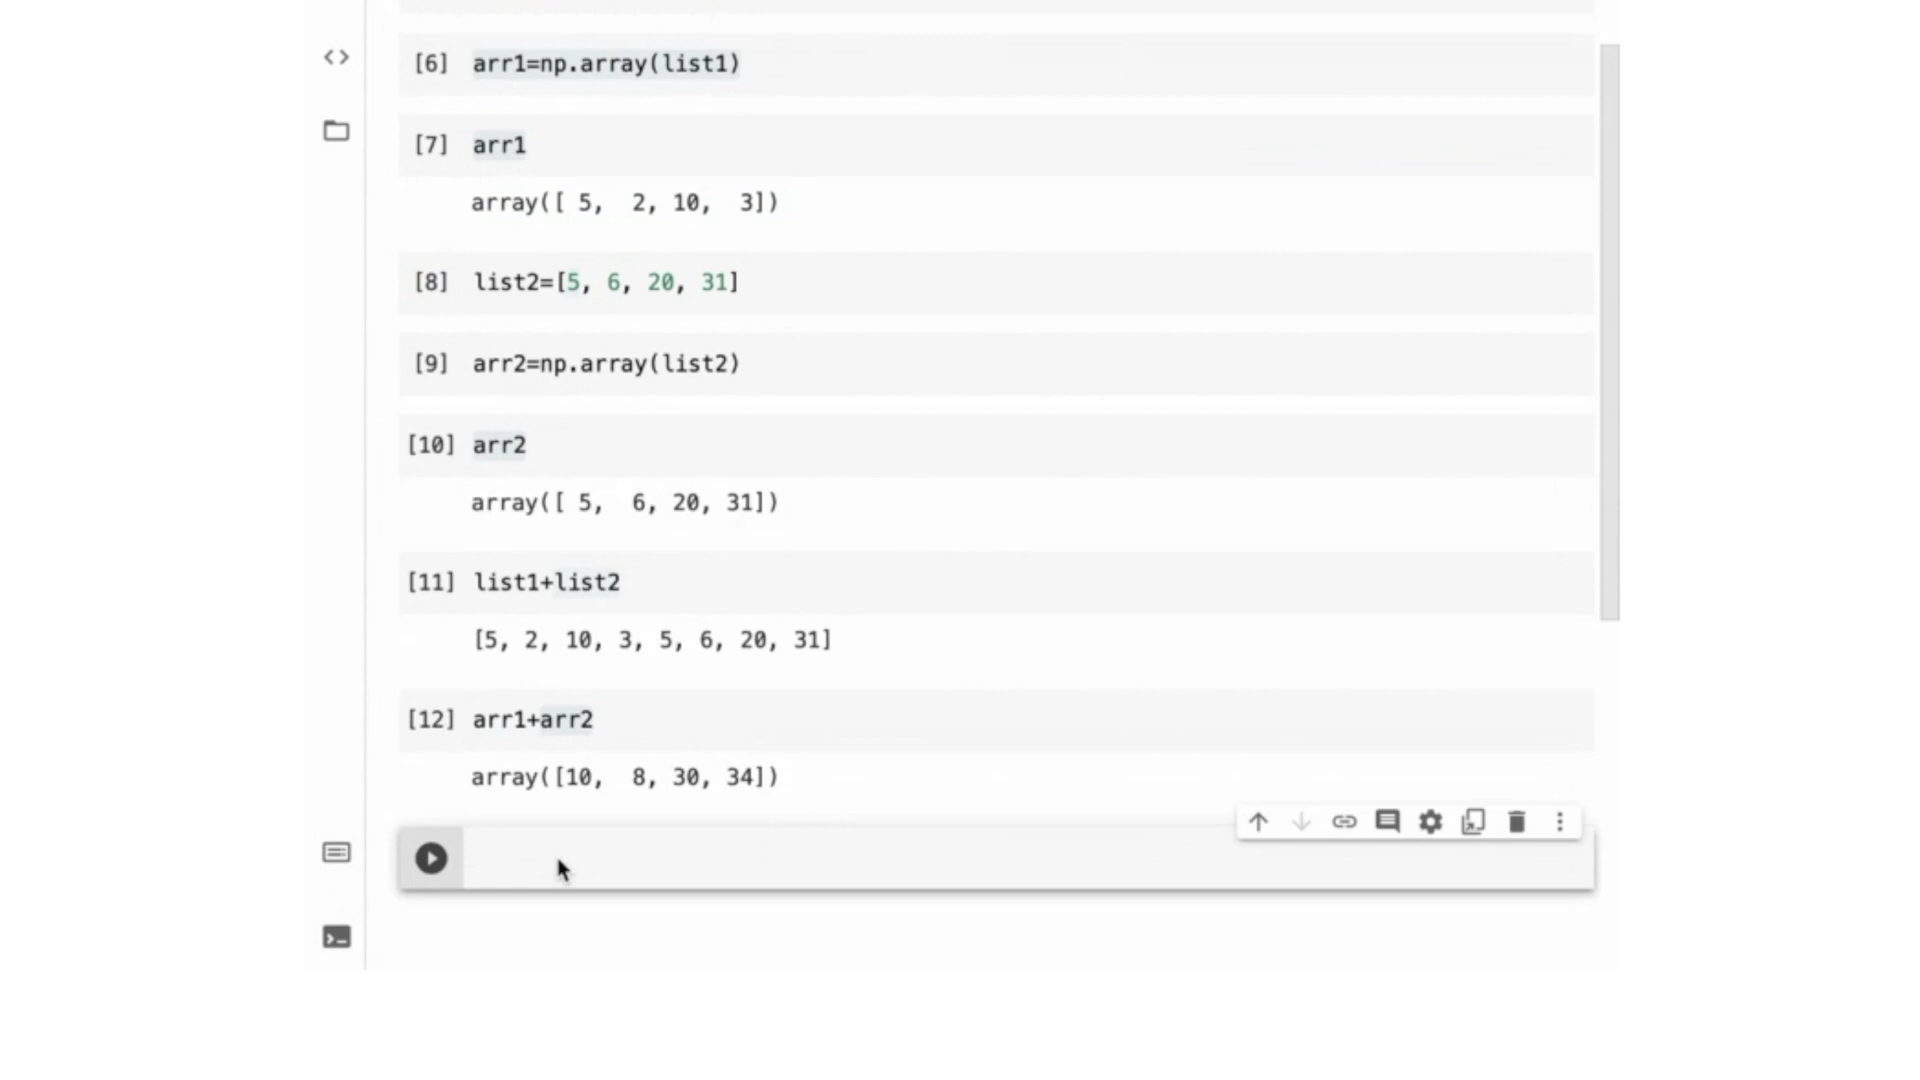 [6] arr1=np.array(list1)
[7] arr1
array([ 5,  2, 10,  3])
[8] list2=[5, 6, 20, 31]
[9] arr2=np.array(list2)
[10] arr2
array([ 5,  6, 20, 31])
[11] list1+list2
[5, 2, 10, 3, 5, 6, 20, 31]
[12] arr1+arr2
array([10,  8, 30, 34])